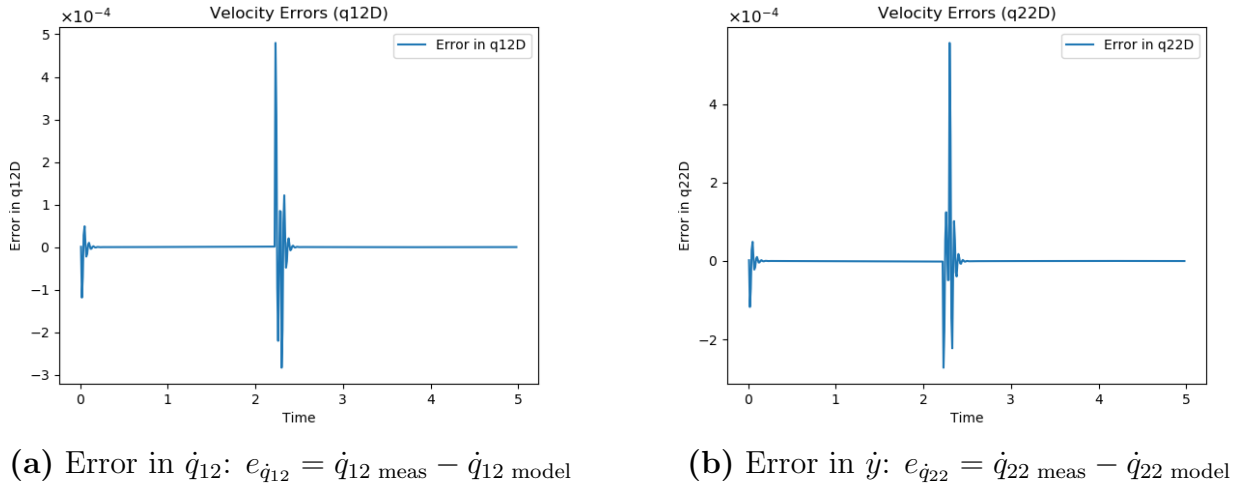 ×10⁻⁴
Velocity Errors (q12D)
Error in q12D
5
4
3
2
1
0
−1
−2
−3
Error in q12D
0 1 2 3 4 5
Time
(a) Error in q̇₁₂: e_{q̇₁₂} = q̇₁₂ meas − q̇₁₂ model
×10⁻⁴
Velocity Errors (q22D)
Error in q22D
4
2
0
−2
Error in q22D
0 1 2 3 4 5
Time
(b) Error in ẏ: e_{q̇₂₂} = q̇₂₂ meas − q̇₂₂ model